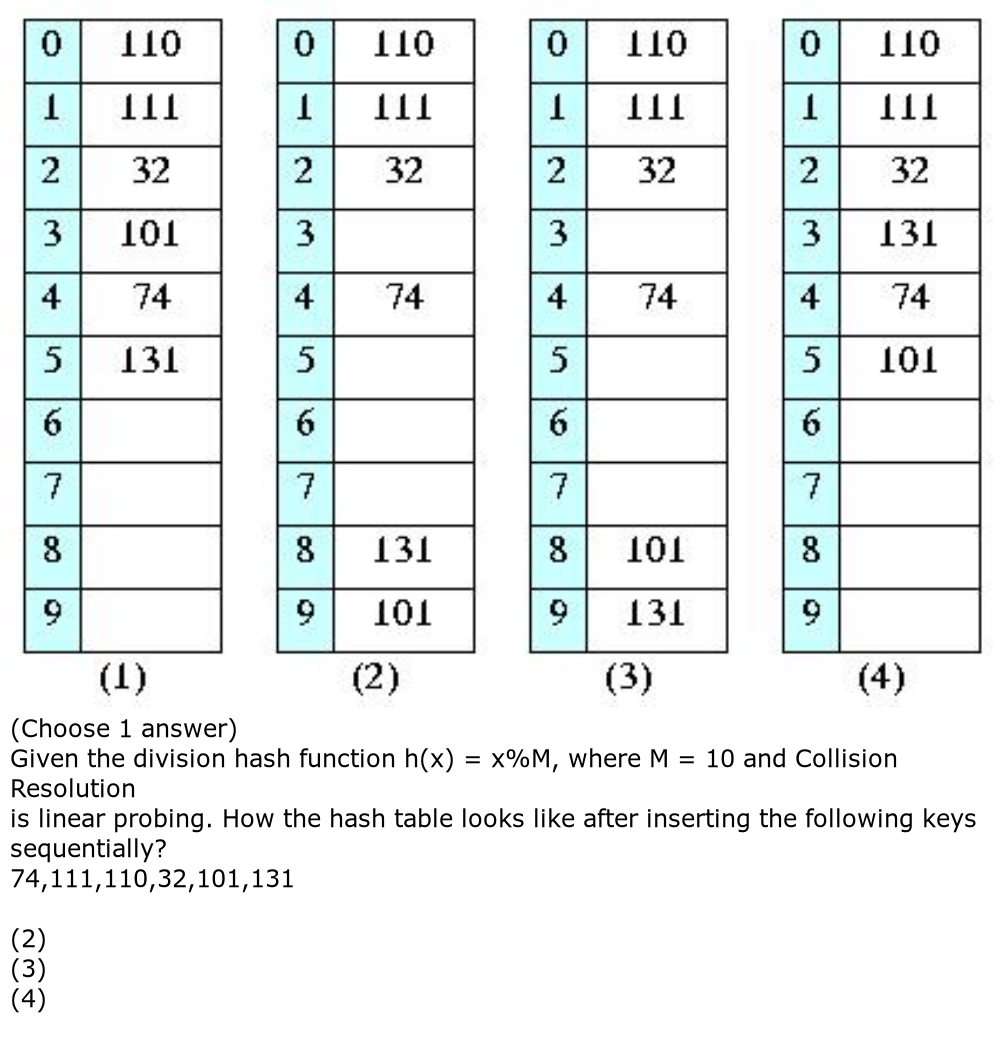 0 110 0 110 0 110 0 110
1 111 1 111 1 111 1 111
2 32 2 32 2 32 2 32
3 101 3 3 3 131
4 74 4 74 4 74 4 74
5 131 5 5 5 101
6 6 6 6
7 7 7 7
8 8 131 8 101 8
9 9 101 9 131 9
(1) (2) (3) (4)
(Choose 1 answer)
Given the division hash function h(x) = x%M, where M = 10 and Collision
Resolution
is linear probing. How the hash table looks like after inserting the following keys
sequentially?
74,111,110,32,101,131
(2)
(3)
(4)